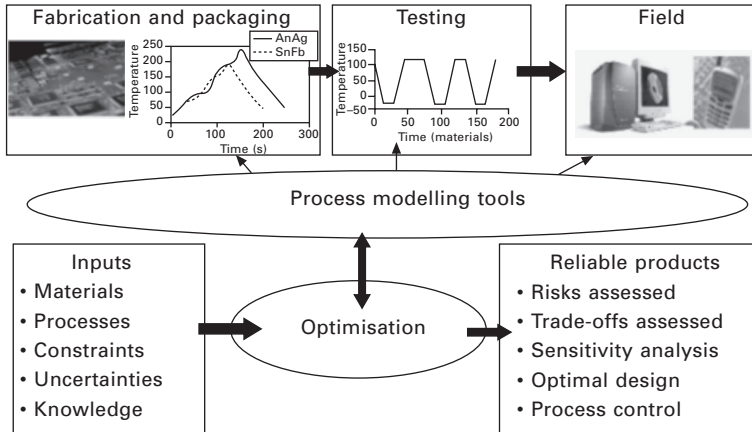 Fabrication and packaging
Temperature
250
200
150
100
50
0
0
100
200
300
Time (s)
AnAg
SnFb
Testing
Temperature
150
100
50
0
−50
0
50
100
150
200
Time (materials)
Field
Process modelling tools
Inputs
• Materials
• Processes
• Constraints
• Uncertainties
• Knowledge
Optimisation
Reliable products
• Risks assessed
• Trade-offs assessed
• Sensitivity analysis
• Optimal design
• Process control